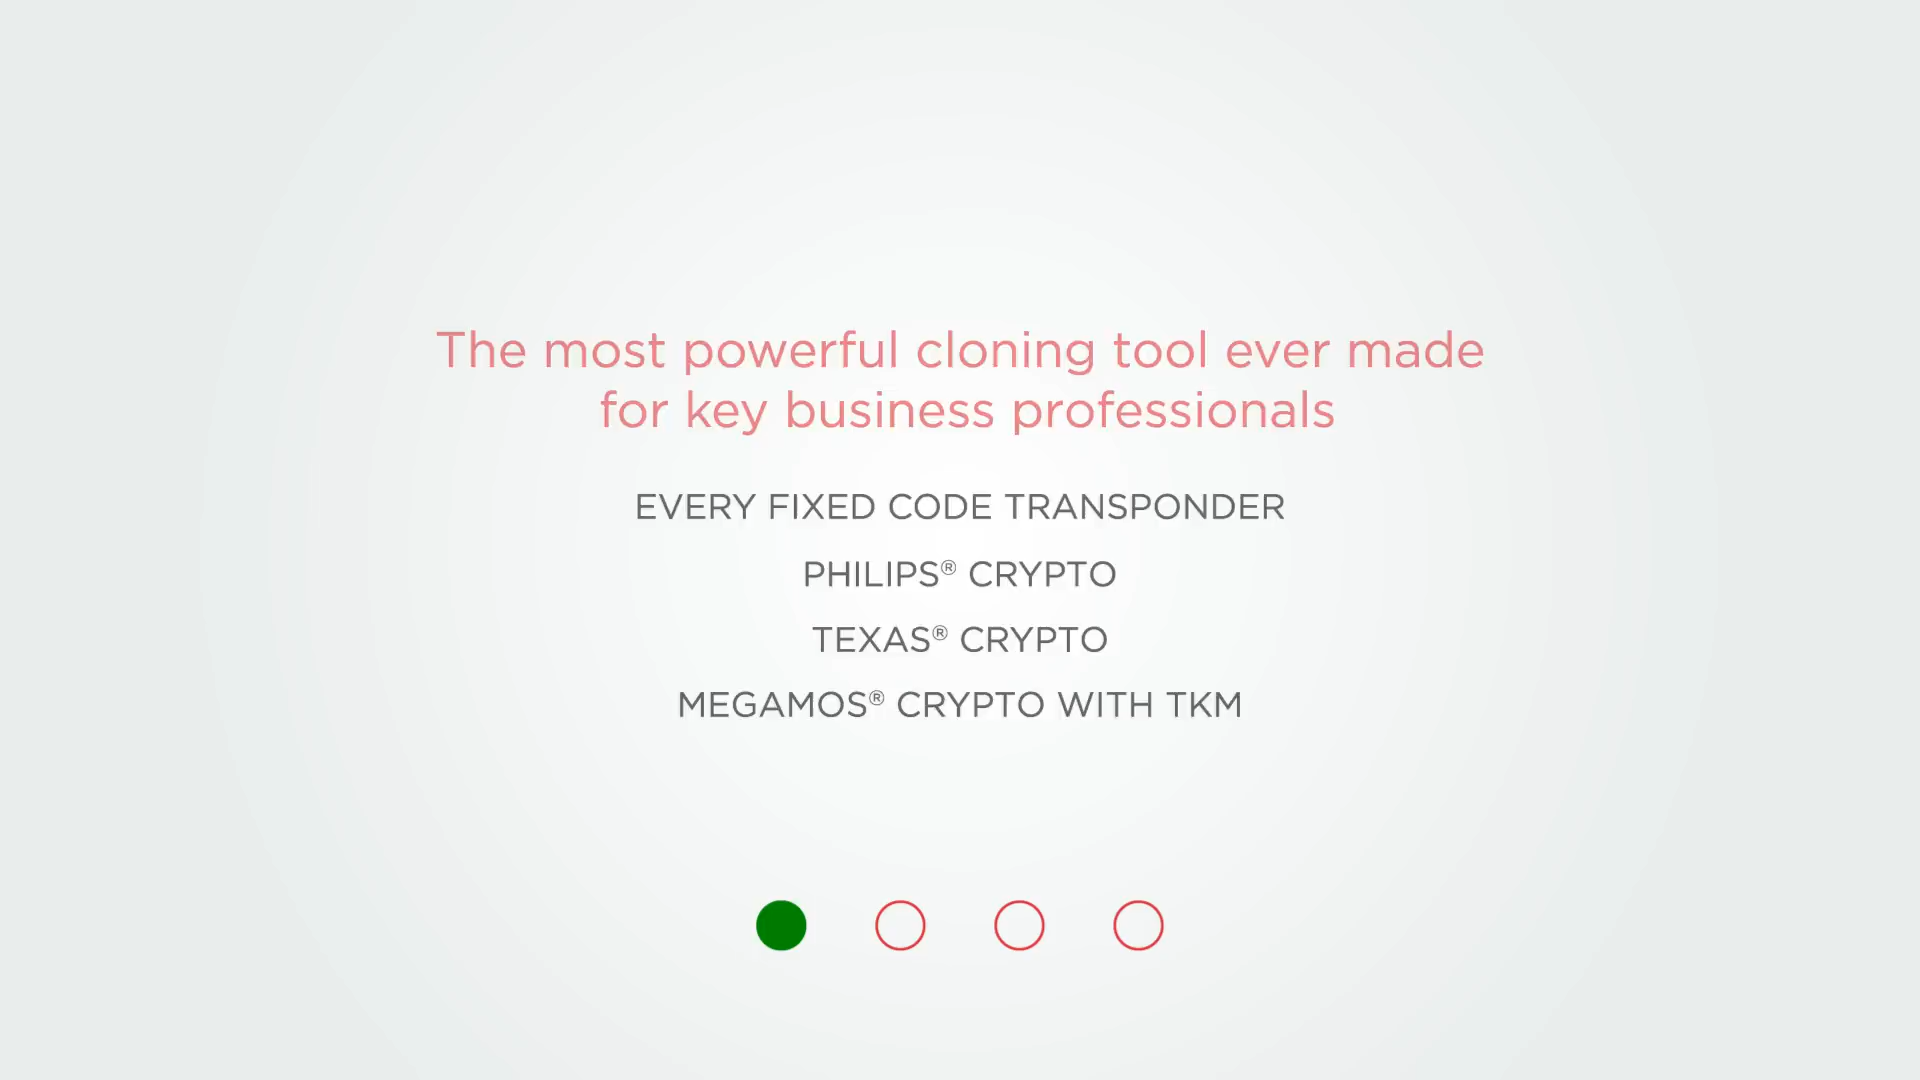 The most powerful cloning tool ever made
for key business professionals
EVERY FIXED CODE TRANSPONDER
PHILIPS® CRYPTO
TEXAS® CRYPTO
MEGAMOS® CRYPTO WITH TKM